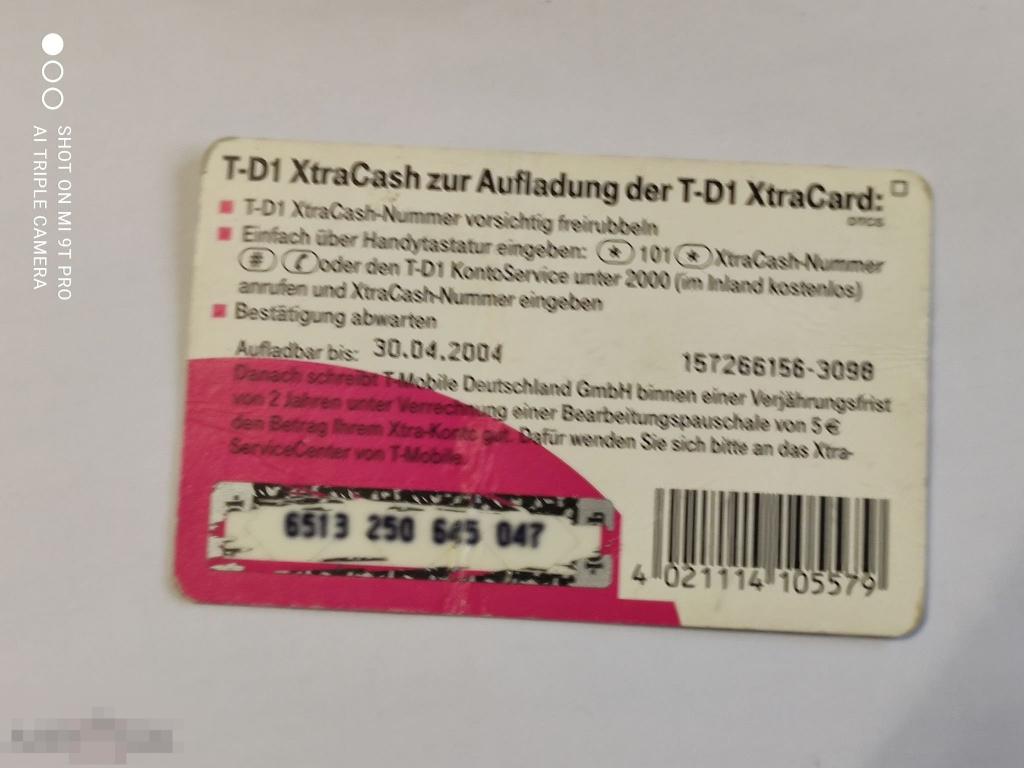 SHOT ON MI 9T PRO
AI TRIPLE CAMERA
T-D1 XtraCash zur Aufladung der T-D1 XtraCard:
T-D1 XtraCash-Nummer vorsichtig freirubbeln
Einfach über Handytastatur eingeben: * 101 * XtraCash-Nummer
# oder den T-D1 KontoService unter 2000 (im Inland kostenlos)
anrufen und XtraCash-Nummer eingeben
Bestätigung abwarten
Aufladbar bis: 30.04.2004 157266156-3098
Danach schreibt T-Mobile Deutschland GmbH binnen einer Verjährungsfrist
von 2 Jahren unter Verrechnung einer Bearbeitungspauschale von 5 €
den Betrag Ihrem Xtra-Konto gut. Dafür wenden Sie sich bitte an das Xtra-
ServiceCenter von T-Mobile.
6513 250 645 047
4 021114 105579